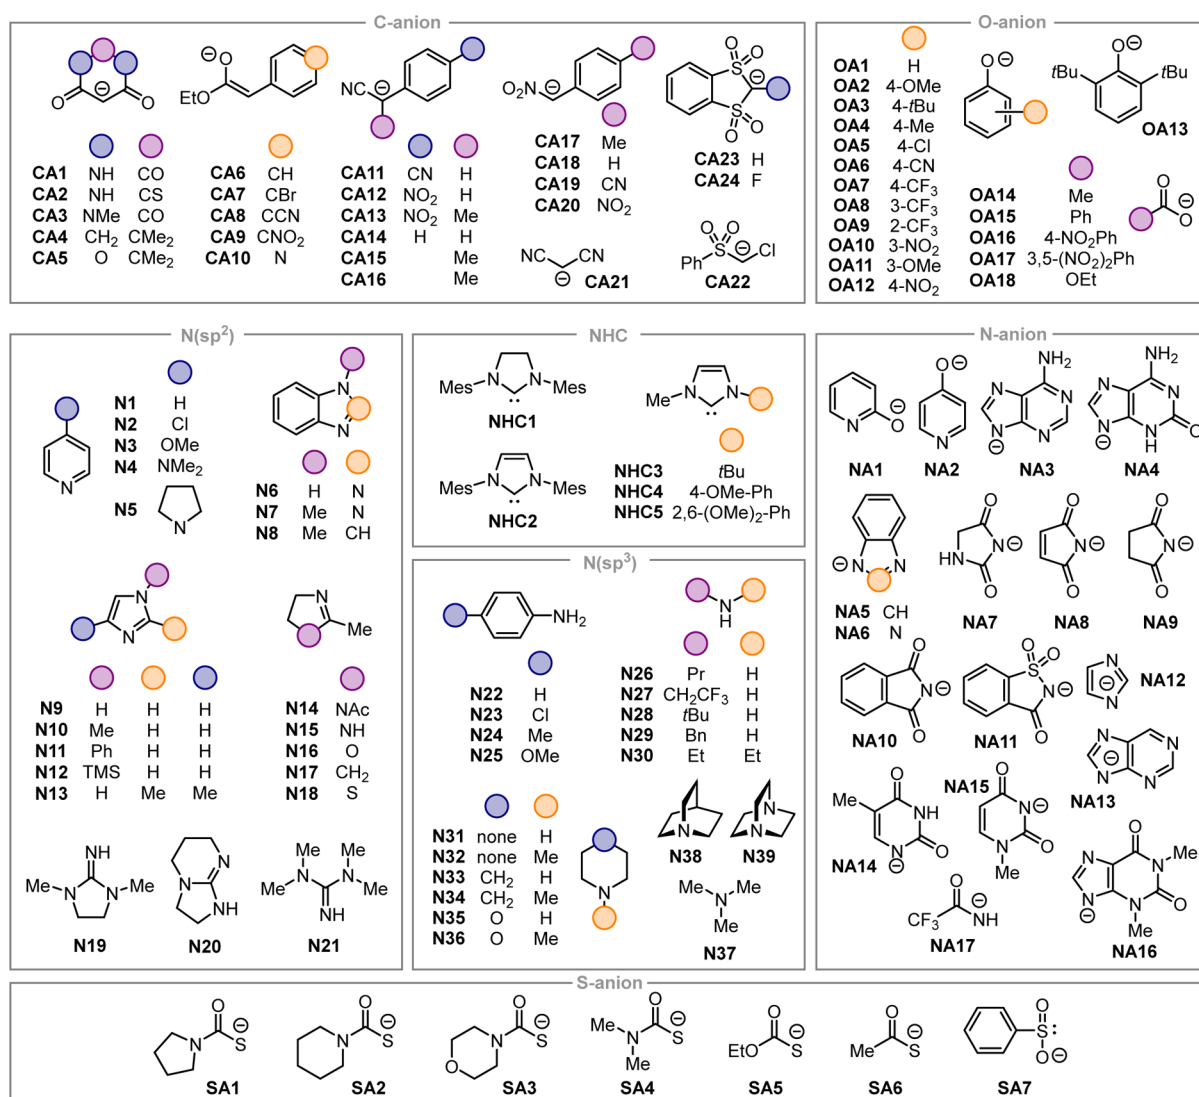 C-anion
EtO
O⊖
O O ⊖
NC ⊖
O₂N ⊖
O O S S O O ⊖
CA1 NH CO
CA2 NH CS
CA3 NMe CO
CA4 CH₂ CMe₂
CA5 O CMe₂
CA6 CH
CA7 CBr
CA8 CCN
CA9 CNO₂
CA10 N
CA11 CN H
CA12 NO₂ H
CA13 NO₂ Me
CA14 H H
CA15 Me
CA16 Me
CA17 Me
CA18 H
CA19 CN
CA20 NO₂
NC CN ⊖ CA21
CA23 H
CA24 F
O O S Ph ⊖ Cl
CA22
O-anion
OA1 H
OA2 4-OMe
OA3 4-tBu
OA4 4-Me
OA5 4-Cl
OA6 4-CN
OA7 4-CF₃
OA8 3-CF₃
OA9 2-CF₃
OA10 3-NO₂
OA11 3-OMe
OA12 4-NO₂
O⊖
tBu O⊖ tBu
OA13
OA14 Me
OA15 Ph
OA16 4-NO₂Ph
OA17 3,5-(NO₂)₂Ph
OA18 OEt
O O⊖
N(sp²)
N
N1 H
N2 Cl
N3 OMe
N4 NMe₂
N5 N
N N
N6 H N
N7 Me N
N8 Me CH
N N
N Me
N9 H H H
N10 Me H H
N11 Ph H H
N12 TMS H H
N13 H Me Me
N14 NAc
N15 NH
N16 O
N17 CH₂
N18 S
NH Me N N Me
N19
N N NH
N20
Me Me Me N N Me NH
N21
NHC
Mes N N Mes
NHC1
Mes N N Mes
NHC2
Me N N
NHC3 tBu
NHC4 4-OMe-Ph
NHC5 2,6-(OMe)₂-Ph
N(sp³)
NH₂
N22 H
N23 Cl
N24 Me
N25 OMe
N H
N26 Pr H
N27 CH₂CF₃ H
N28 tBu H
N29 Bn H
N30 Et Et
N31 none H
N32 none Me
N33 CH₂ H
N34 CH₂ Me
N35 O H
N36 O Me
N
N
N38
N N
N39
Me N Me Me
N37
N-anion
N O ⊖
NA1
O⊖ N
NA2
NH₂ N N N N ⊖
NA3
NH₂ N N N N H O ⊖
NA4
⊖ N N
NA5 CH
NA6 N
O HN N⊖ O
NA7
O N⊖ O
NA8
O N⊖ O
NA9
O N⊖ O
NA10
O O S N⊖ O
NA11
N N ⊖
NA12
N N ⊖ N N
NA13
Me O NH N O ⊖
NA14
NA15
O N⊖ N O Me
O CF₃ NH⊖
NA17
O N N Me N N O Me ⊖
NA16
S-anion
O ⊖ N S
SA1
O ⊖ N S
SA2
O ⊖ N S O
SA3
O ⊖ Me N S Me
SA4
O ⊖ EtO S
SA5
O ⊖ Me S
SA6
O S: O⊖
SA7